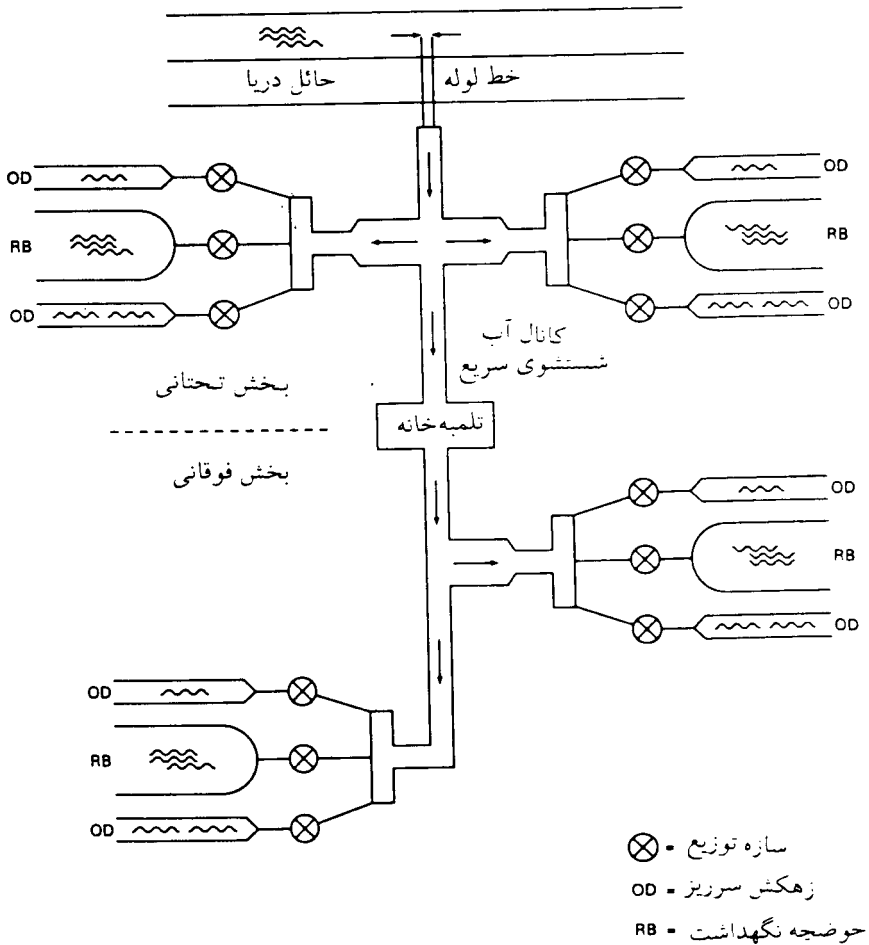 خط لوله
حائل دریا
OD
OD
RB
RB
OD
OD
کانال آب
شستشوی سریع
بخش تحتانی
تلمبه خانه
بخش فوقانی
OD
RB
OD
OD
RB
OD
سازه توزیع =
OD = زهکش سرریز
RB = حوضچه نگهداشت